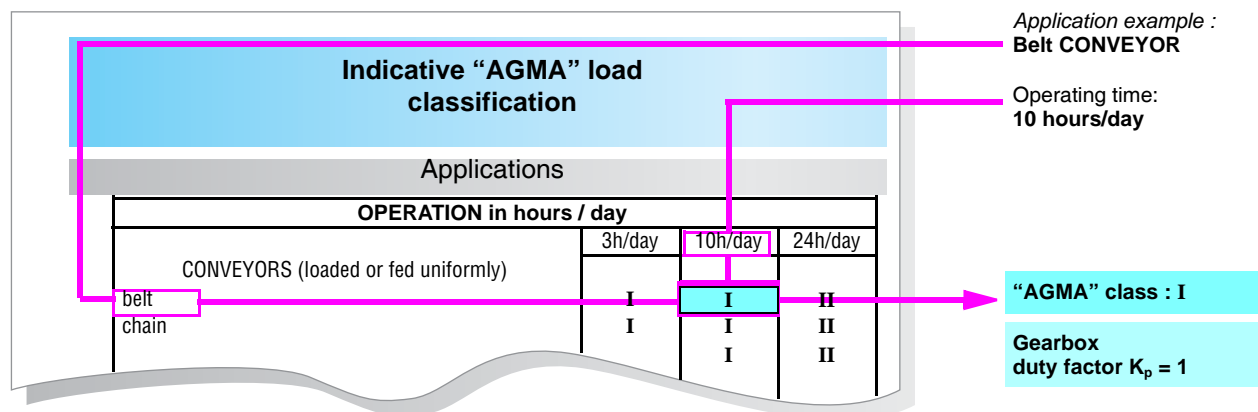 Application example :
Belt CONVEYOR
Indicative “AGMA” load
classification
Operating time:
10 hours/day
Applications
OPERATION in hours / day
3h/day 10h/day 24h/day
CONVEYORS (loaded or fed uniformly)
belt I I II
chain I I II
I II
“AGMA” class : I
Gearbox
duty factor Kp = 1